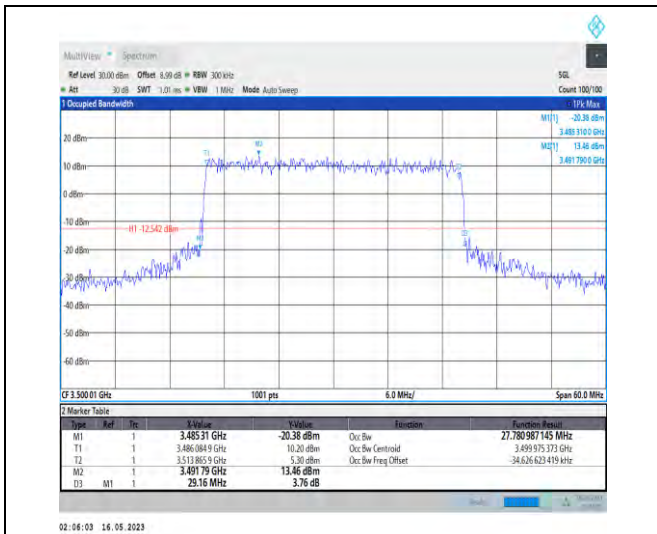 MultiView Spectrum
Ref Level 30.00 dBm Offset 8.99 dB RBW 300 kHz SGL
Att 30 dB SWT 1.01 ms VBW 1 MHz Mode Auto Sweep Count 100/100
1 Occupied Bandwidth 1Pk Max
M1[1] -20.38 dBm
3.485 310 0 GHz
M2[1] 13.46 dBm
3.491 790 0 GHz
20 dBm
M2
T1
10 dBm
0 dBm
-10 dBm
H1 -12.542 dBm
M1
D3
-20 dBm
-30 dBm
-40 dBm
-50 dBm
-60 dBm
CF 3.500 01 GHz 1001 pts 6.0 MHz/ Span 60.0 MHz
2 Marker Table
Type Ref Trc X-Value Y-Value Function Function Result
M1 1 3.485 31 GHz -20.38 dBm Occ Bw 27.780 987 145 MHz
T1 1 3.486 084 9 GHz 10.20 dBm Occ Bw Centroid 3.499 975 373 GHz
T2 1 3.513 865 9 GHz 5.30 dBm Occ Bw Freq Offset -34.626 623 419 kHz
M2 1 3.491 79 GHz 13.46 dBm
D3 M1 1 29.16 MHz 3.76 dB
02:06:03 16.05.2023